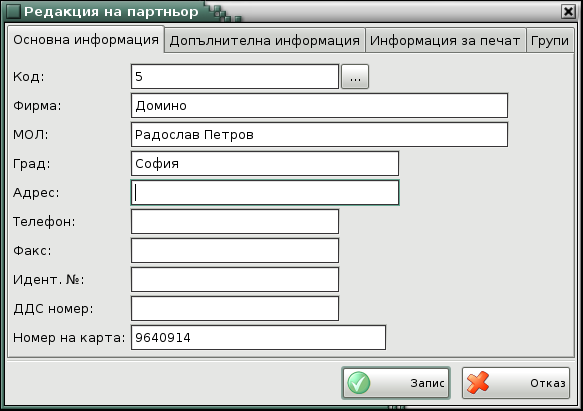 Редакция на партньор
Основна информация Допълнителна информация Информация за печат Групи
Код: 5 ...
Фирма: Домино
МОЛ: Радослав Петров
Град: София
Адрес:
Телефон:
Факс:
Идент. №:
ДДС номер:
Номер на карта: 9640914
Запис Отказ